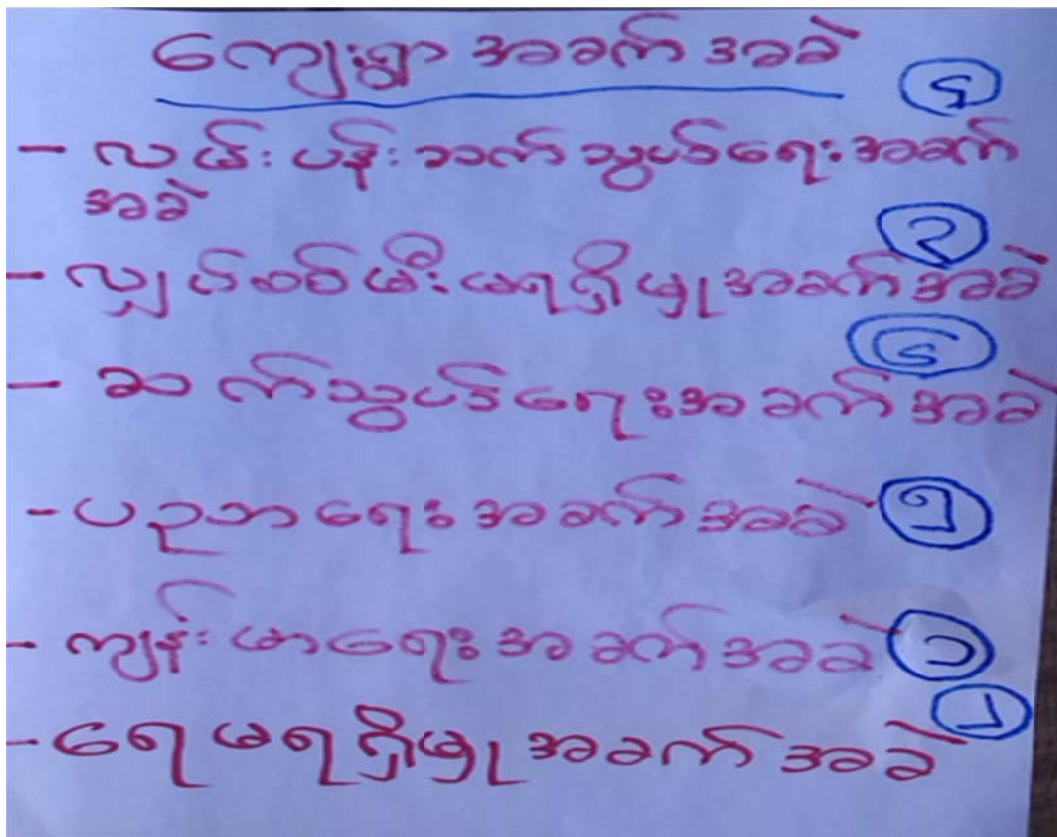 ကျေးရွာ အခက် အခဲ
၄
- လမ်းပန်းဆက်သွယ်ရေးအခက်
အခဲ
၂
- လျှပ်စစ်မီးမရရှိမှုအခက်အခဲ
၆
- ဆက်သွယ်ရေးအခက်အခဲ
- ပညာရေးအခက်အခဲ ၅
- ကျန်းမာရေးအခက်အခဲ ၁
- ရေမရရှိမှုအခက်အခဲ